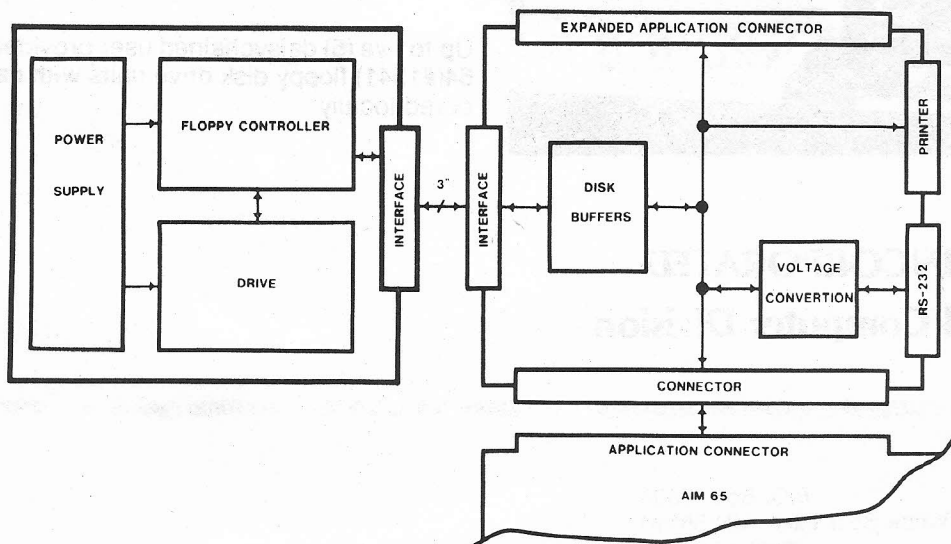 EXPANDED APPLICATION CONNECTOR
POWER
SUPPLY
FLOPPY CONTROLLER
DRIVE
INTERFACE
3"
INTERFACE
DISK
BUFFERS
PRINTER
VOLTAGE
CONVERTION
RS-232
CONNECTOR
APPLICATION CONNECTOR
AIM 65